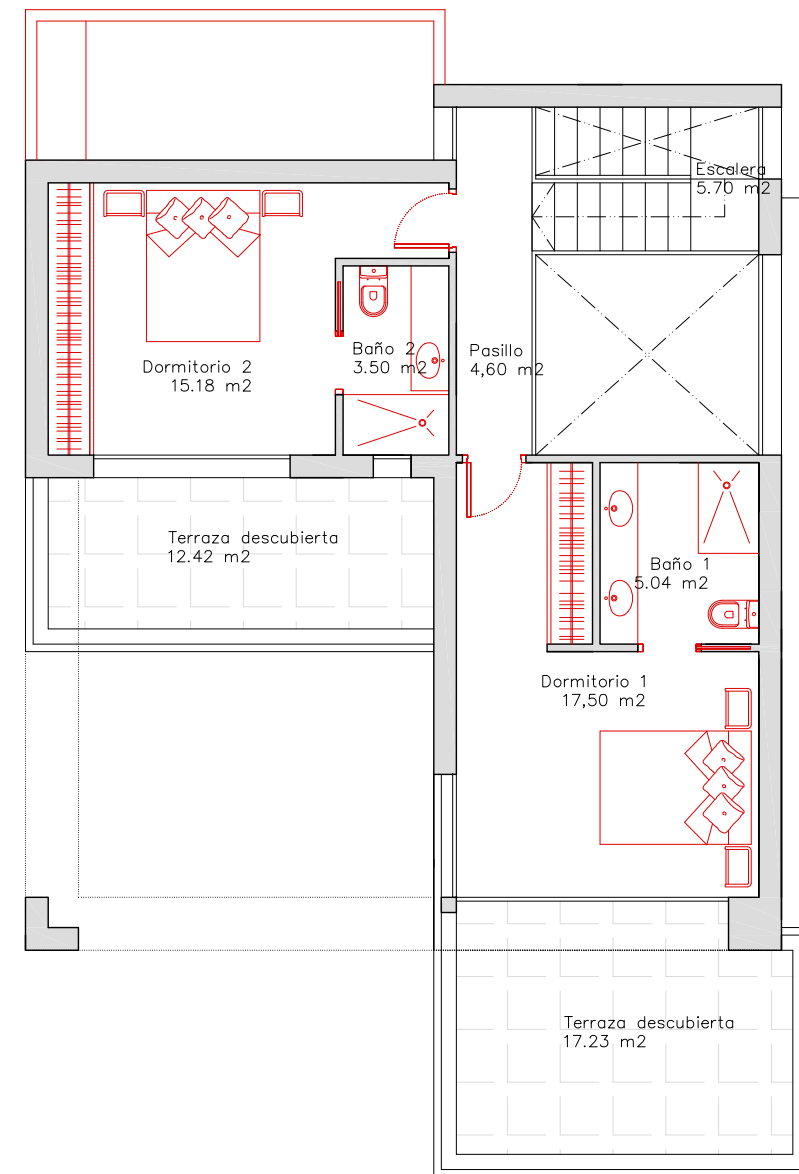 Escalera
5.70 m2
Pasillo
4,60 m2
Baño 2
3.50 m2
Dormitorio 2
15.18 m2
Terraza descubierta
12.42 m2
Baño 1
5.04 m2
Dormitorio 1
17,50 m2
Terraza descubierta
17.23 m2